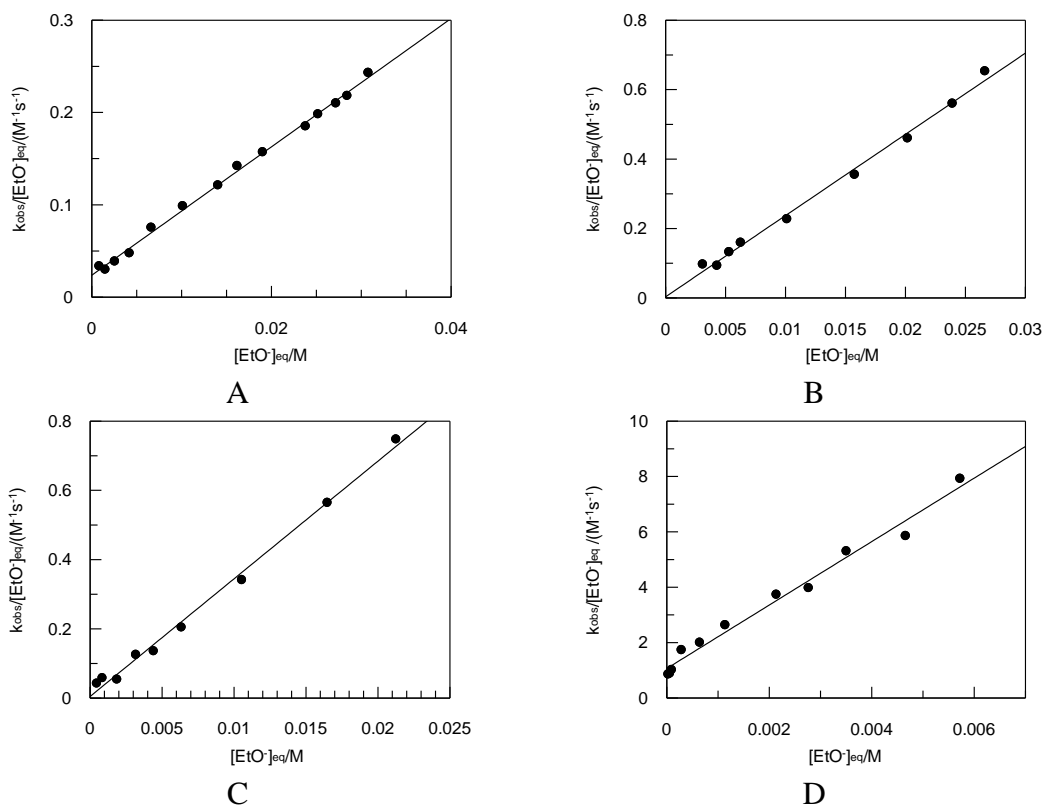 0.3
0.2
0.1
0
kobs/[EtO-]eq/(M-1s-1)
0 0.02 0.04
[EtO-]eq/M
A
0.8
0.6
0.4
0.2
0
kobs/[EtO-]eq/(M-1s-1)
0 0.005 0.01 0.015 0.02 0.025 0.03
[EtO-]eq/M
B
0.8
0.6
0.4
0.2
0
kobs/[EtO-]eq/(M-1s-1)
0 0.005 0.01 0.015 0.02 0.025
[EtO-]eq/M
C
10
8
6
4
2
0
kobs/[EtO-]eq /(M-1s-1)
0 0.002 0.004 0.006
[EtO-]eq/M
D